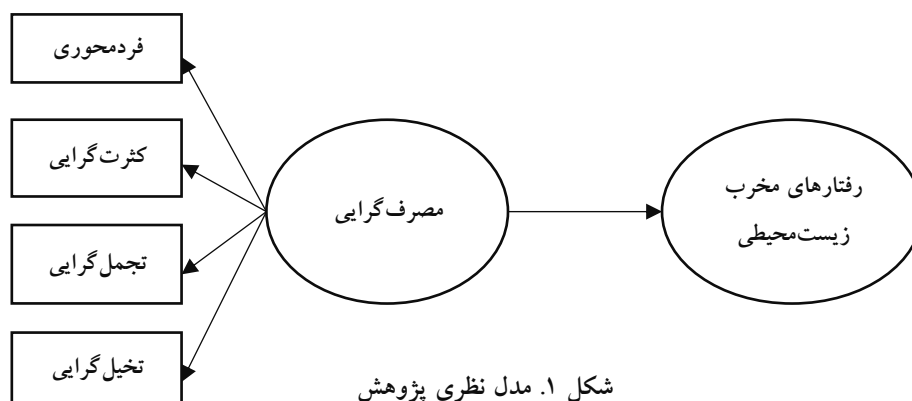 فردمحوری
کثرت‌گرایی
تجمل‌گرایی
تخیل‌گرایی
مصرف‌گرایی
رفتارهای مخرب
زیست‌محیطی
شکل ۱. مدل نظری پژوهش